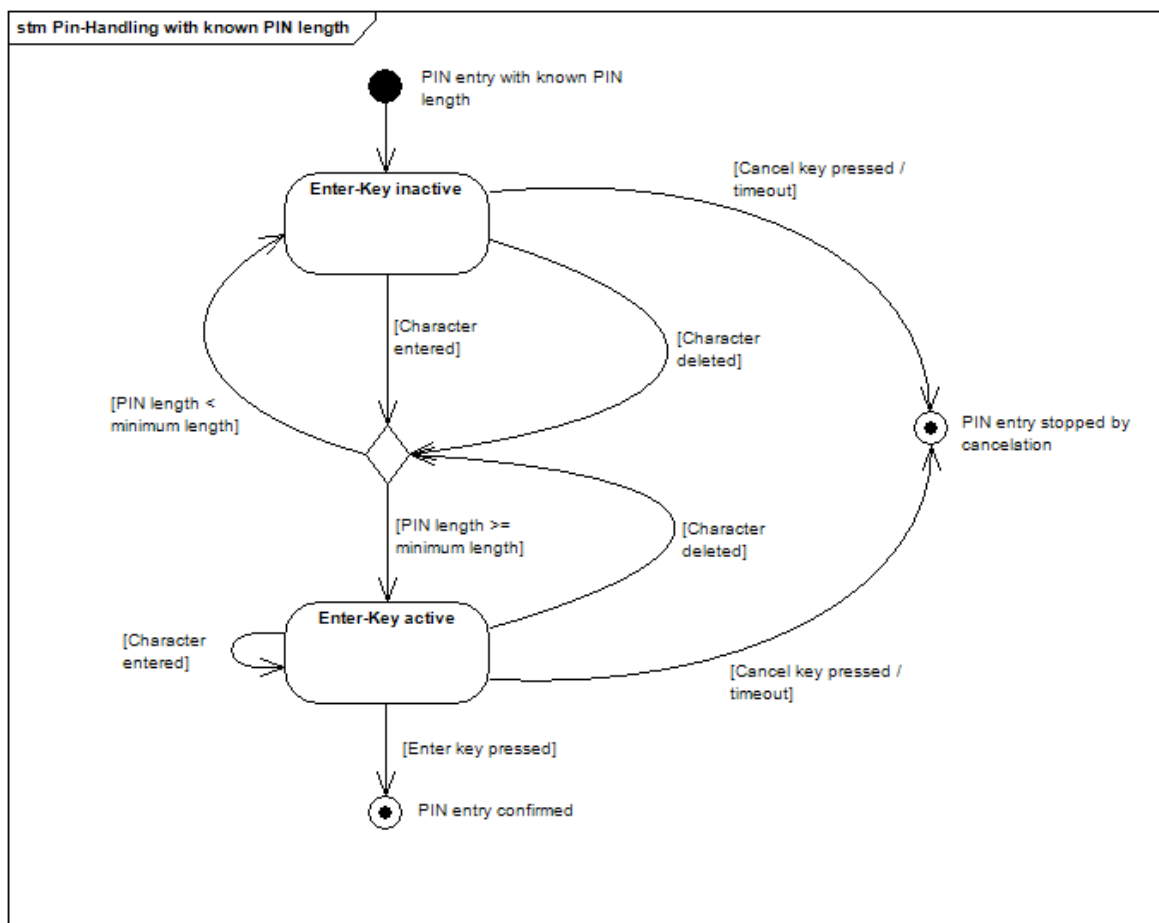 stm Pin-Handling with known PIN length
PIN entry with known PIN
length
[Cancel key pressed /
timeout]
Enter-Key inactive
[Character
entered]
[Character
deleted]
[PIN length <
minimum length]
PIN entry stopped by
cancelation
[PIN length >=
minimum length]
[Character
deleted]
Enter-Key active
[Character
entered]
[Cancel key pressed /
timeout]
[Enter key pressed]
PIN entry confirmed